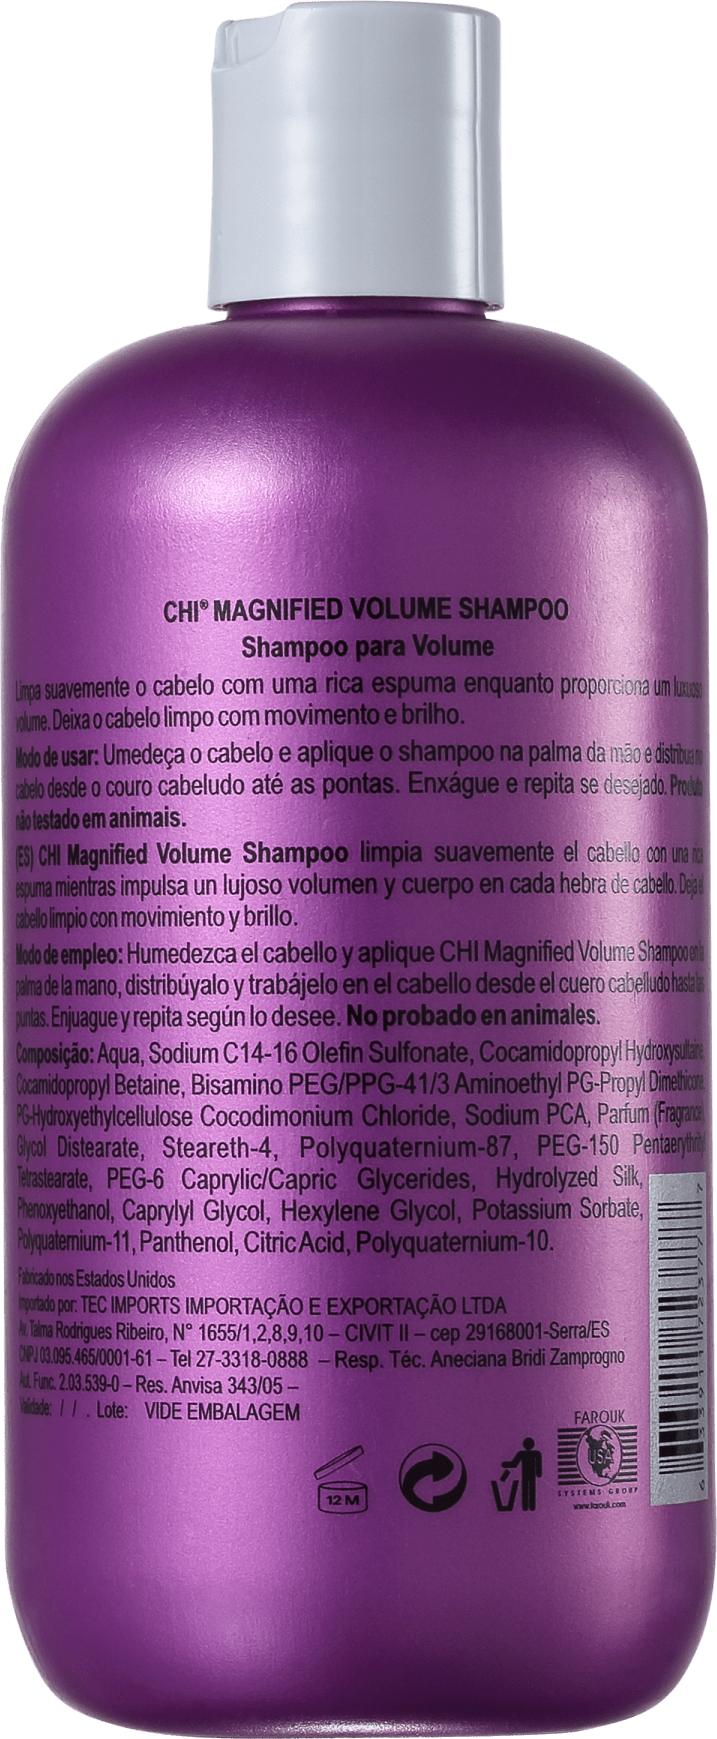 CHI® MAGNIFIED VOLUME SHAMPOO
Shampoo para Volume
Limpa suavemente o cabelo com uma rica espuma enquanto proporciona um luxuoso
volume. Deixa o cabelo limpo com movimento e brilho.
Modo de usar: Umedeça o cabelo e aplique o shampoo na palma da mão e distribua no
cabelo desde o couro cabeludo até as pontas. Enxágue e repita se desejado. Produto
não testado em animais.
(ES) CHI Magnified Volume Shampoo limpia suavemente el cabello con una rica
espuma mientras impulsa un lujoso volumen y cuerpo en cada hebra de cabello. Deja el
cabello limpio con movimiento y brillo.
Modo de empleo: Humedezca el cabello y aplique CHI Magnified Volume Shampoo en la
palma de la mano, distribúyalo y trabájelo en el cabello desde el cuero cabelludo hasta las
puntas. Enjuague y repita según lo desee. No probado en animales.
Composição: Aqua, Sodium C14-16 Olefin Sulfonate, Cocamidopropyl Hydroxysultaine,
Cocamidopropyl Betaine, Bisamino PEG/PPG-41/3 Aminoethyl PG-Propyl Dimethicone,
PG-Hydroxyethylcellulose Cocodimonium Chloride, Sodium PCA, Parfum (Fragrance),
Glycol Distearate, Steareth-4, Polyquaternium-87, PEG-150 Pentaerythrityl
Tetrastearate, PEG-6 Caprylic/Capric Glycerides, Hydrolyzed Silk,
Phenoxyethanol, Caprylyl Glycol, Hexylene Glycol, Potassium Sorbate,
Polyquaternium-11, Panthenol, Citric Acid, Polyquaternium-10.
Fabricado nos Estados Unidos
Importado por: TEC IMPORTS IMPORTAÇÃO E EXPORTAÇÃO LTDA
Av. Talma Rodrigues Ribeiro, N° 1655/1,2,8,9,10 – CIVIT II – cep 29168001-Serra/ES
CNPJ 03.095.465/0001-61 – Tel 27-3318-0888 – Resp. Téc. Aneciana Bridi Zamprogno
Aut. Func. 2.03.539-0 – Res. Anvisa 343/05 –
Validade: / / . Lote: VIDE EMBALAGEM
12 M
FAROUK
USA
SYSTEMS GROUP
www.farouk.com